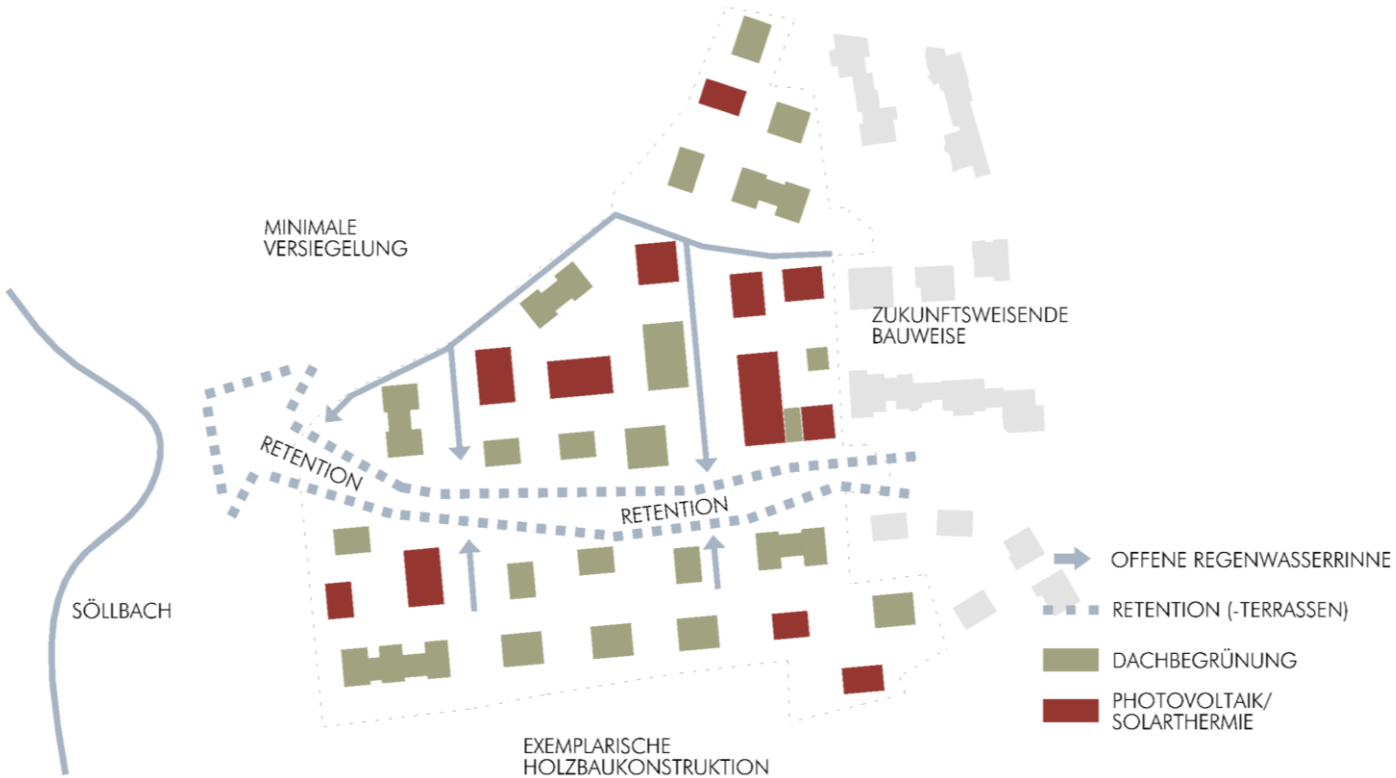 MINIMALE
VERSIEGELUNG
ZUKUNFTSWEISENDE
BAUWEISE
RETENTION
RETENTION
SÖLLBACH
EXEMPLARISCHE
HOLZBAUKONSTRUKTION
OFFENE REGENWASSERRINNE
RETENTION (-TERRASSEN)
DACHBEGRÜNUNG
PHOTOVOLTAIK/
SOLARTHERMIE